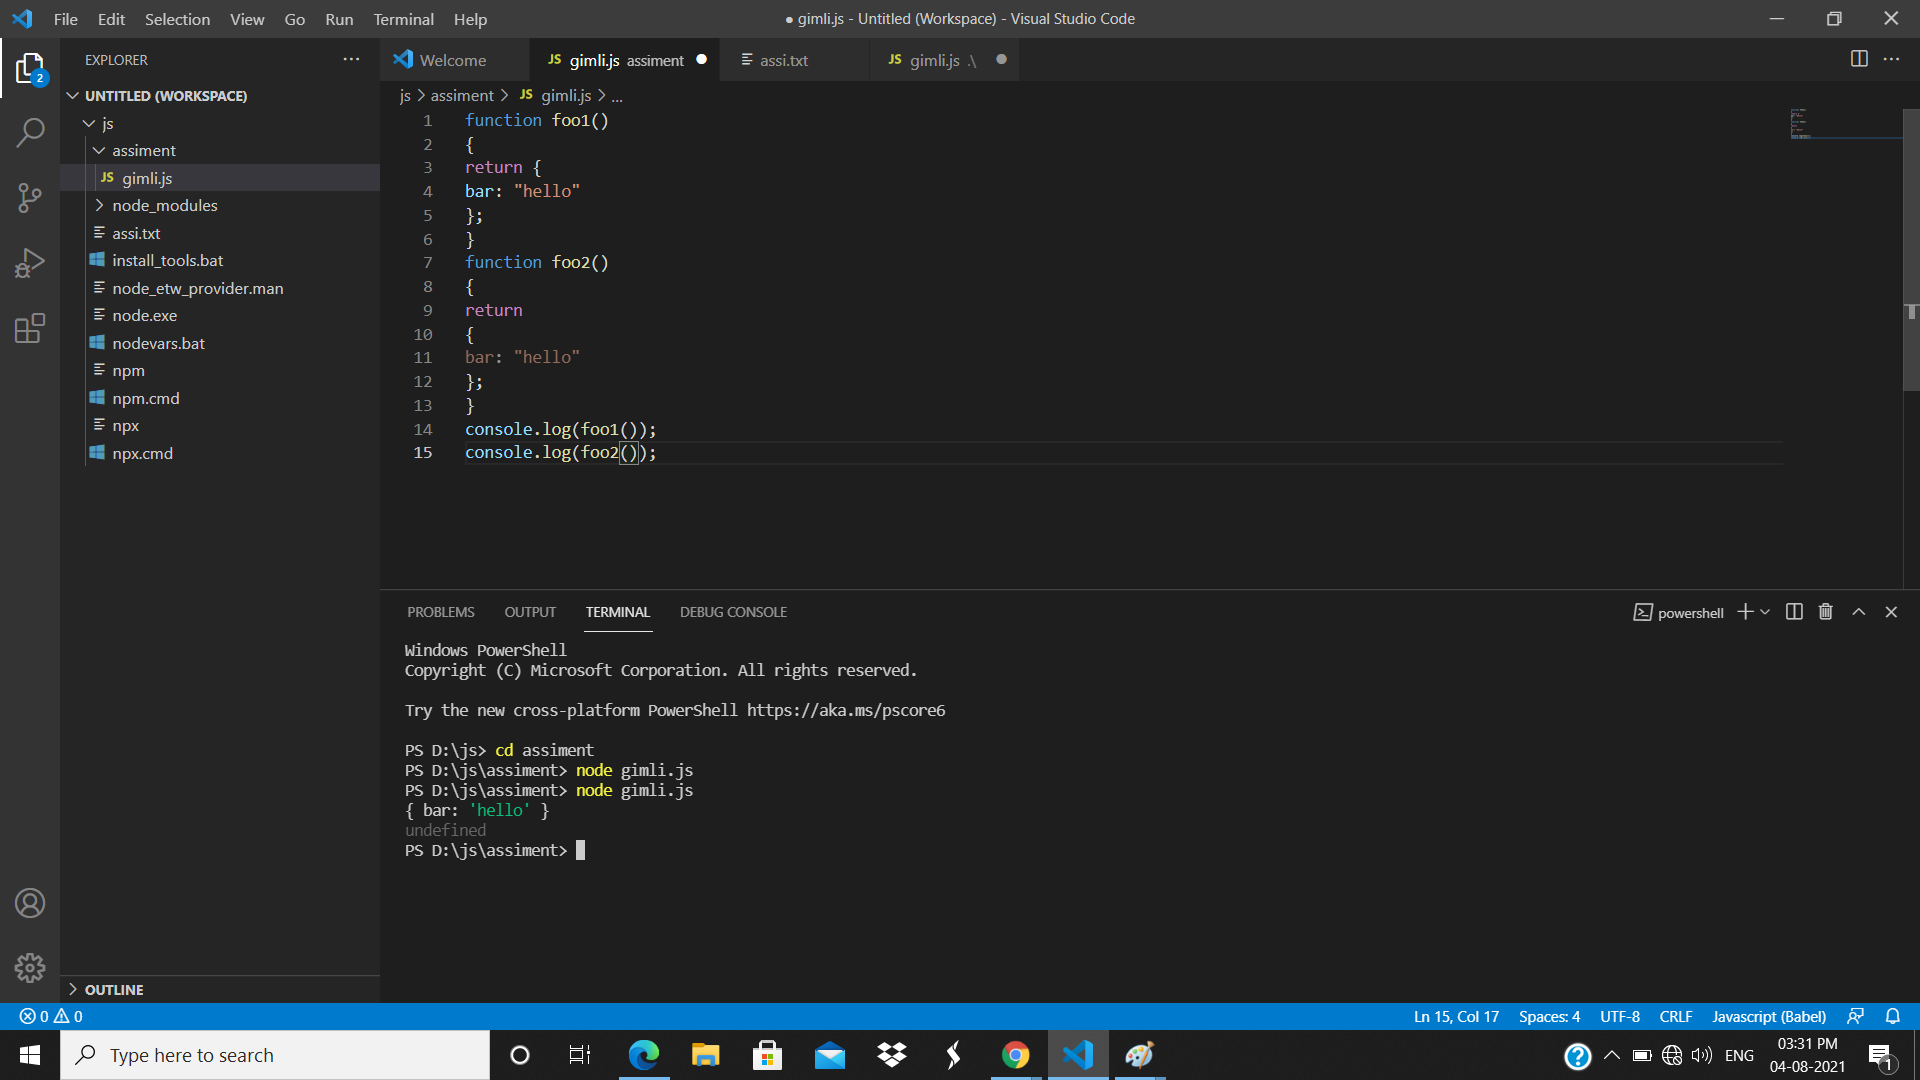 File Edit Selection View Go Run Terminal Help
● gimli.js - Untitled (Workspace) - Visual Studio Code
2
EXPLORER
UNTITLED (WORKSPACE)
js
assiment
JS gimli.js
node_modules
assi.txt
install_tools.bat
node_etw_provider.man
node.exe
nodevars.bat
npm
npm.cmd
npx
npx.cmd
OUTLINE
Welcome
JS gimli.js assiment
assi.txt
JS gimli.js .\
js > assiment > JS gimli.js > ...
1 function foo1()
2 {
3 return {
4 bar: "hello"
5 };
6 }
7 function foo2()
8 {
9 return
10 {
11 bar: "hello"
12 };
13 }
14 console.log(foo1());
15 console.log(foo2());
PROBLEMS OUTPUT TERMINAL DEBUG CONSOLE
powershell
Windows PowerShell
Copyright (C) Microsoft Corporation. All rights reserved.
Try the new cross-platform PowerShell https://aka.ms/pscore6
PS D:\js> cd assiment
PS D:\js\assiment> node gimli.js
PS D:\js\assiment> node gimli.js
{ bar: 'hello' }
undefined
PS D:\js\assiment>
0 0
Ln 15, Col 17 Spaces: 4 UTF-8 CRLF Javascript (Babel)
Type here to search
ENG
03:31 PM
04-08-2021
1